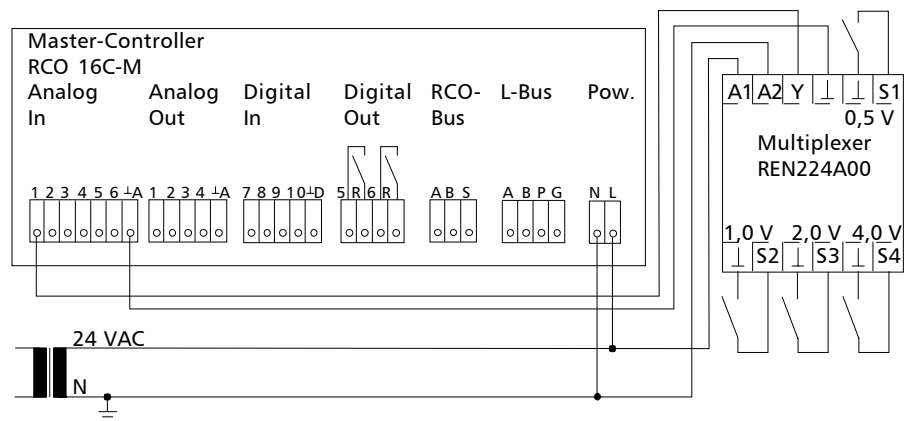 Master-Controller
RCO 16C-M
Analog In
Analog Out
Digital In
Digital Out
RCO-Bus
L-Bus
Pow.
1 2 3 4 5 6 ⊥A
1 2 3 4 ⊥A
7 8 9 10 ⊥D
5 R 6 R
A B S
A B P G
N L
A1 A2 Y ⊥ ⊥ S1
0,5 V
Multiplexer
REN224A00
1,0 V 2,0 V 4,0 V
⊥ S2 ⊥ S3 ⊥ S4
24 VAC
N